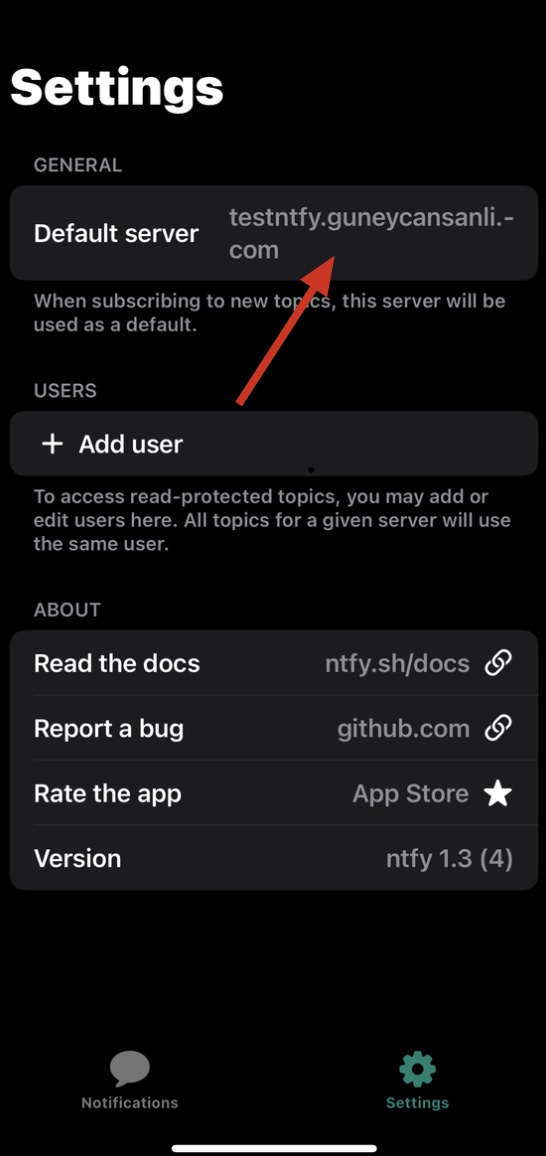 Settings
GENERAL
Default server
testntfy.guneycansanli.-
com
When subscribing to new topics, this server will be
used as a default.
USERS
+ Add user
To access read-protected topics, you may add or
edit users here. All topics for a given server will use
the same user.
ABOUT
Read the docs ntfy.sh/docs
Report a bug github.com
Rate the app App Store
Version ntfy 1.3 (4)
Notifications Settings